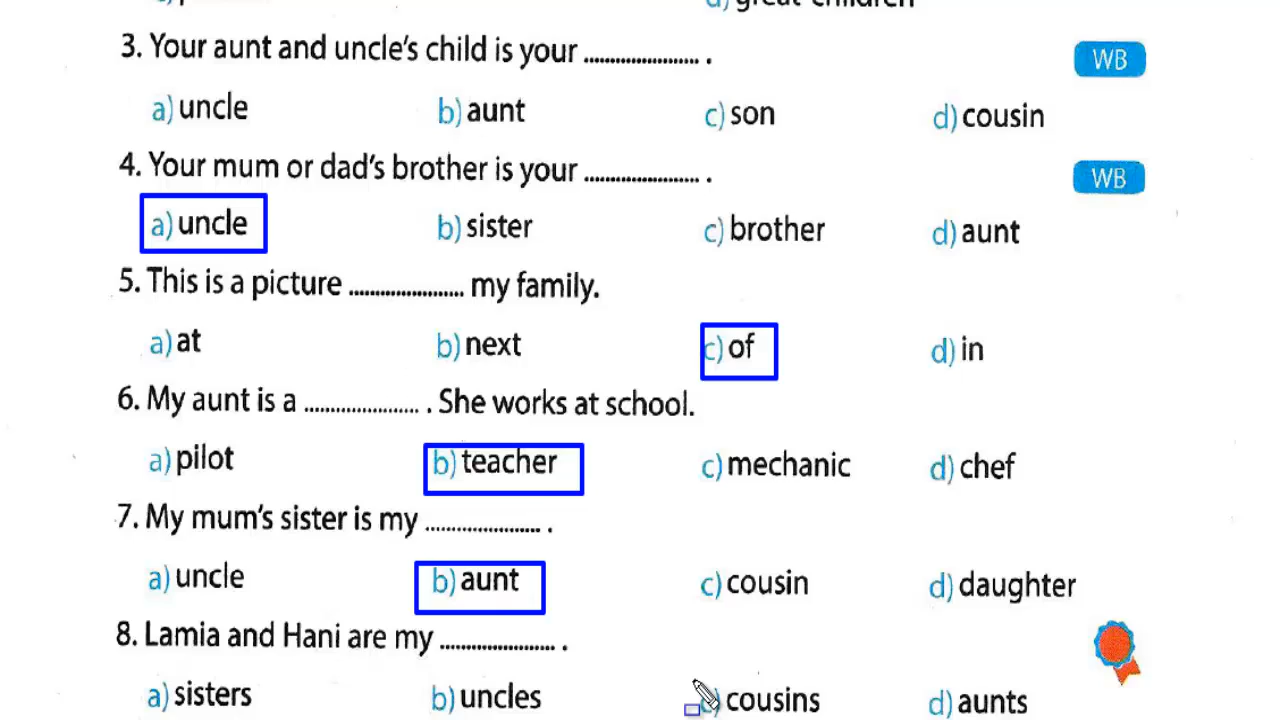 d) great-children
3. Your aunt and uncle's child is your ........................ . WB
a) uncle b) aunt c) son d) cousin
4. Your mum or dad's brother is your ........................ . WB
a) uncle b) sister c) brother d) aunt
5. This is a picture ........................ my family.
a) at b) next c) of d) in
6. My aunt is a ........................ . She works at school.
a) pilot b) teacher c) mechanic d) chef
7. My mum's sister is my ........................ .
a) uncle b) aunt c) cousin d) daughter
8. Lamia and Hani are my ........................ .
a) sisters b) uncles c) cousins d) aunts